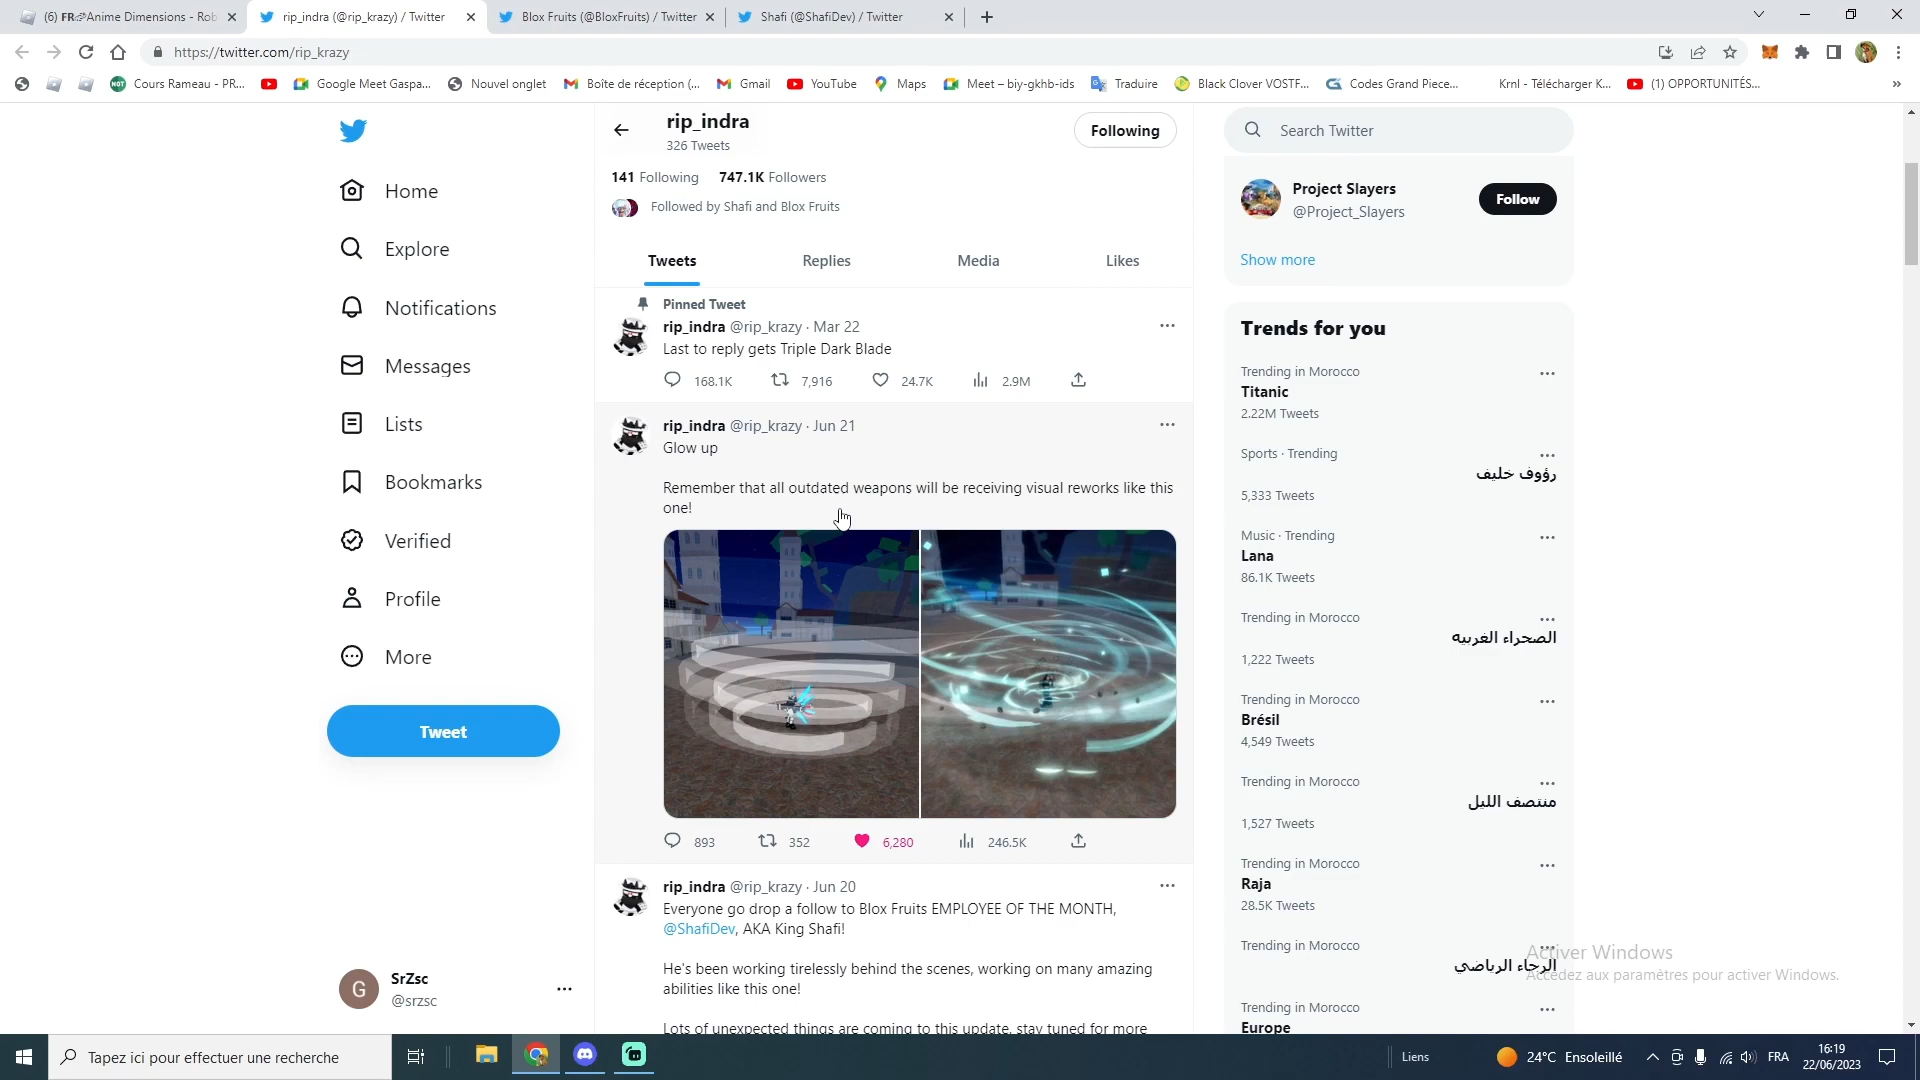 (6) FR🏕Anime Dimensions - Rob
rip_indra (@rip_krazy) / Twitter
Blox Fruits (@BloxFruits) / Twitter
Shafi (@ShafiDev) / Twitter
https://twitter.com/rip_krazy
Cours Rameau - PR...
Google Meet Gaspa...
Nouvel onglet
Boîte de réception (...
Gmail
YouTube
Maps
Meet – biy-gkhb-ids
Traduire
Black Clover VOSTF...
Codes Grand Piece...
Krnl - Télécharger K...
(1) OPPORTUNITÉS...
»
Home
Explore
Notifications
Messages
Lists
Bookmarks
Verified
Profile
More
Tweet
G
SrZsc
@srzsc
rip_indra
326 Tweets
Following
141 Following 747.1K Followers
Followed by Shafi and Blox Fruits
Tweets Replies Media Likes
Pinned Tweet
rip_indra @rip_krazy · Mar 22
Last to reply gets Triple Dark Blade
168.1K 7,916 24.7K 2.9M
rip_indra @rip_krazy · Jun 21
Glow up
Remember that all outdated weapons will be receiving visual reworks like this
one!
893 352 6,280 246.5K
rip_indra @rip_krazy · Jun 20
Everyone go drop a follow to Blox Fruits EMPLOYEE OF THE MONTH,
@ShafiDev, AKA King Shafi!
He's been working tirelessly behind the scenes, working on many amazing
abilities like this one!
Lots of unexpected things are coming to this update, stay tuned for more
Search Twitter
Project Slayers
@Project_Slayers
Follow
Show more
Trends for you
Trending in Morocco
Titanic
2.22M Tweets
Sports · Trending
رؤوف خليف
5,333 Tweets
Music · Trending
Lana
86.1K Tweets
Trending in Morocco
الصحراء الغربيه
1,222 Tweets
Trending in Morocco
Brésil
4,549 Tweets
Trending in Morocco
منتصف الليل
1,527 Tweets
Trending in Morocco
Raja
28.5K Tweets
Trending in Morocco
الرجاء الرياضي
Trending in Morocco
Europe
Activer Windows
Accédez aux paramètres pour activer Windows.
Tapez ici pour effectuer une recherche
Liens
24°C Ensoleillé
FRA
16:19
22/06/2023